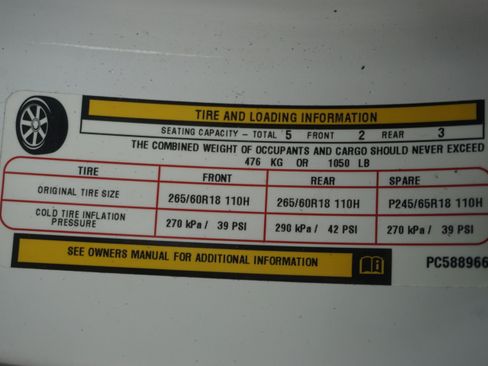 TIRE AND LOADING INFORMATION
SEATING CAPACITY - TOTAL 5 FRONT 2 REAR 3
THE COMBINED WEIGHT OF OCCUPANTS AND CARGO SHOULD NEVER EXCEED
476 KG OR 1050 LB
TIRE FRONT REAR SPARE
ORIGINAL TIRE SIZE 265/60R18 110H 265/60R18 110H P245/65R18 110H
COLD TIRE INFLATION
PRESSURE 270 kPa / 39 PSI 290 kPa / 42 PSI 270 kPa / 39 PSI
SEE OWNERS MANUAL FOR ADDITIONAL INFORMATION
PC588966